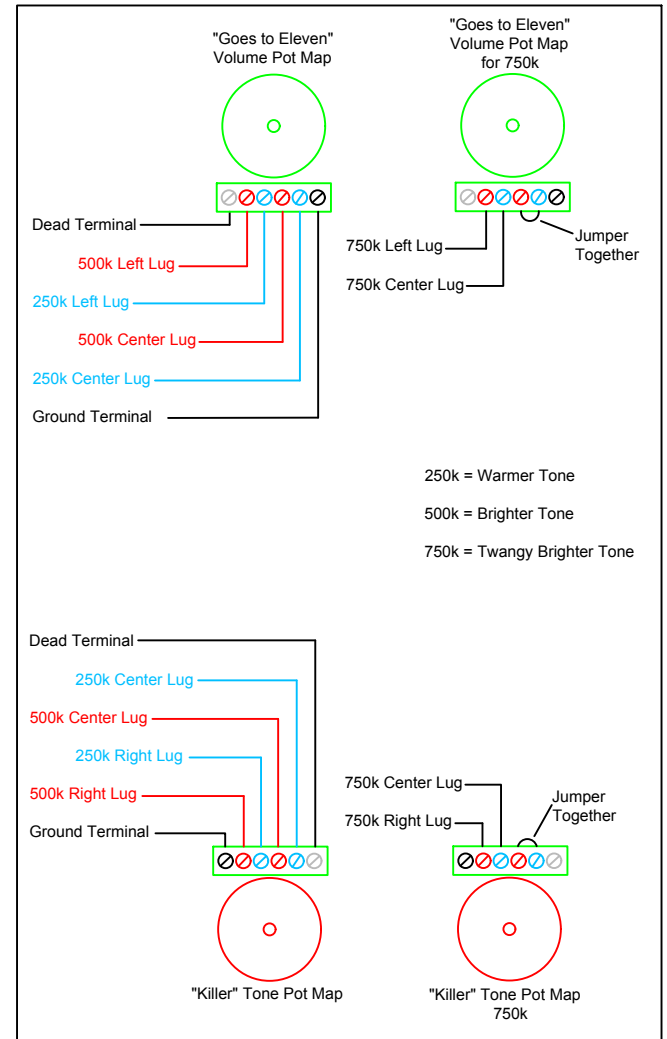 "Goes to Eleven"
Volume Pot Map
"Goes to Eleven"
Volume Pot Map
for 750k
Dead Terminal
500k Left Lug
250k Left Lug
500k Center Lug
250k Center Lug
Ground Terminal
750k Left Lug
750k Center Lug
Jumper
Together
250k = Warmer Tone
500k = Brighter Tone
750k = Twangy Brighter Tone
Dead Terminal
250k Center Lug
500k Center Lug
250k Right Lug
500k Right Lug
Ground Terminal
750k Center Lug
750k Right Lug
Jumper
Together
"Killer" Tone Pot Map
"Killer" Tone Pot Map
750k